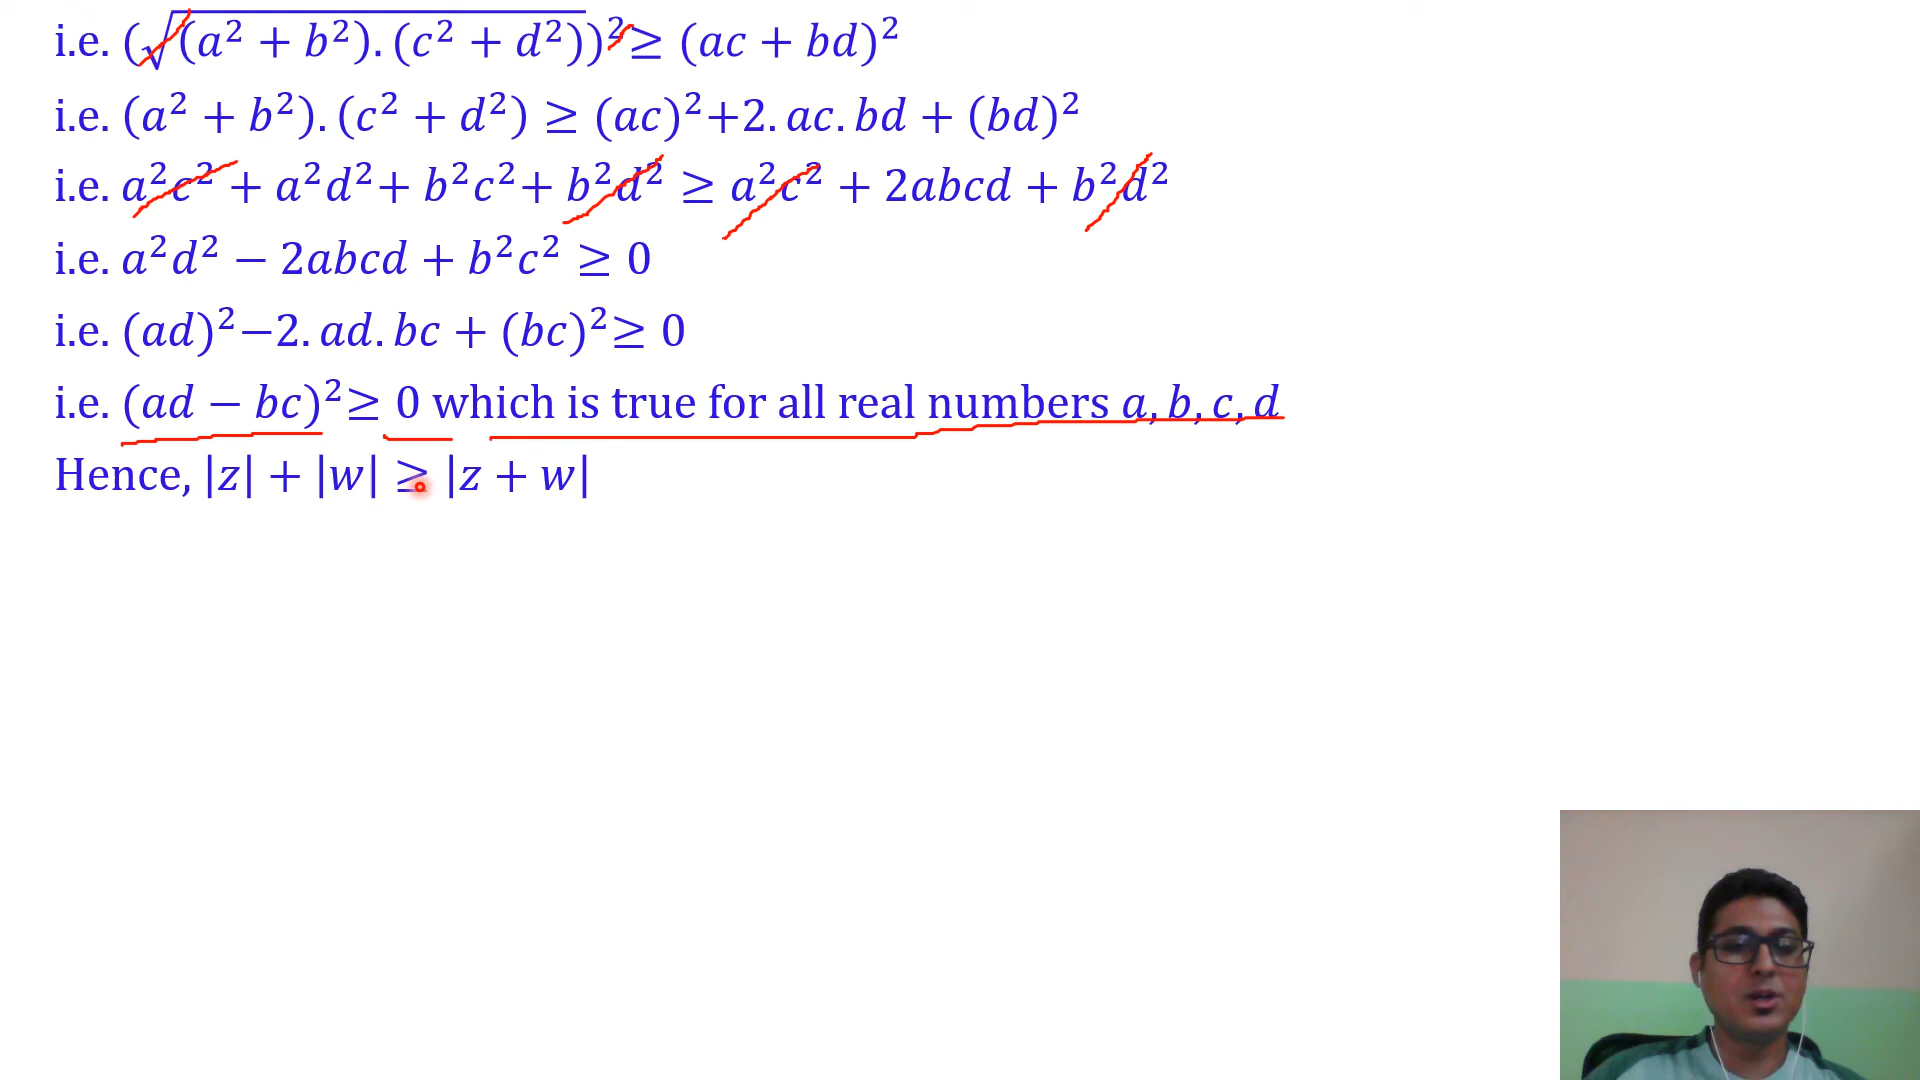 i.e. (√(a² + b²).(c² + d²))² ≥ (ac + bd)²
i.e. (a² + b²).(c² + d²) ≥ (ac)²+2.ac.bd + (bd)²
i.e. a²c² + a²d²+ b²c²+ b²d² ≥ a²c² + 2abcd + b²d²
i.e. a²d² − 2abcd + b²c² ≥ 0
i.e. (ad)²−2.ad.bc + (bc)²≥ 0
i.e. (ad − bc)²≥ 0 which is true for all real numbers a, b, c, d
Hence, |z| + |w| ≥ |z + w|